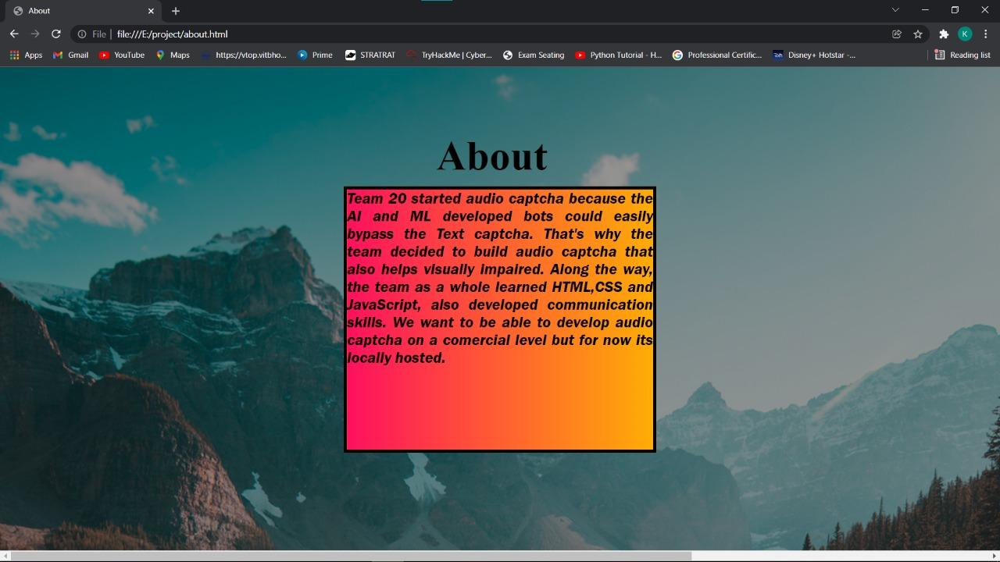 About
File
file:///E:/project/about.html
K
Apps
Gmail
YouTube
Maps
https://vtop.vitbho...
Prime
STRATRAT
TryHackMe | Cyber...
Exam Seating
Python Tutorial - H...
Professional Certific...
Disney+ Hotstar -...
Reading list
About
Team 20 started audio captcha because the
AI and ML developed bots could easily
bypass the Text captcha. That's why the
team decided to build audio captcha that
also helps visually impaired. Along the way,
the team as a whole learned HTML,CSS and
JavaScript, also developed communication
skills. We want to be able to develop audio
captcha on a comercial level but for now its
locally hosted.